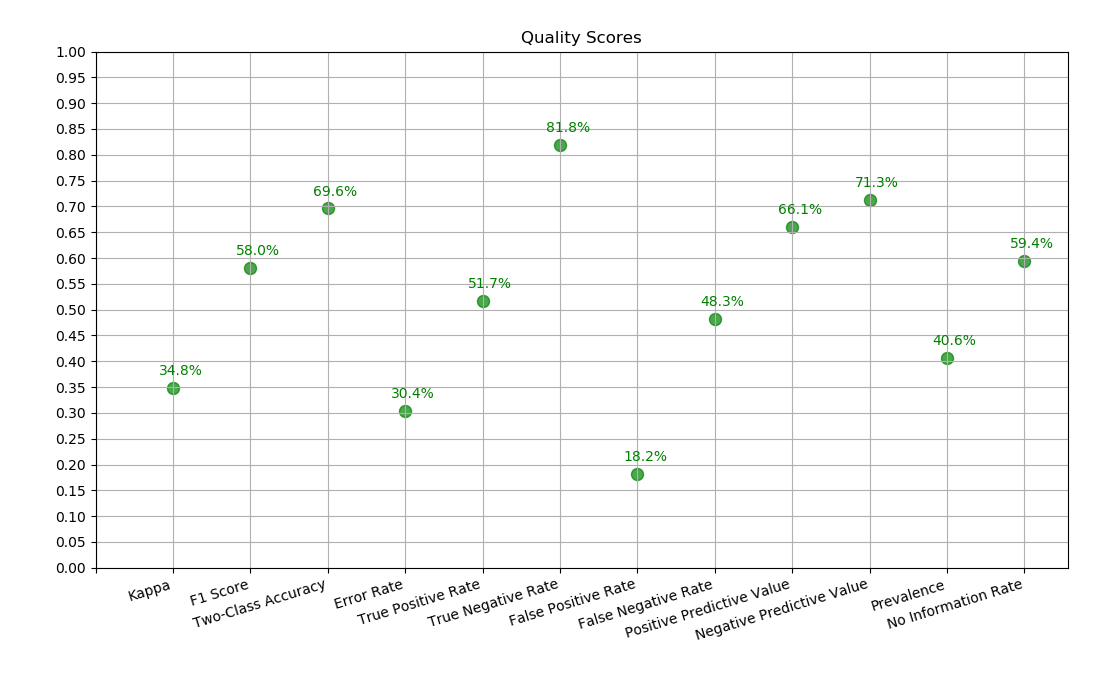 Quality Scores
1.00
0.95
0.90
0.85
0.80
0.75
0.70
0.65
0.60
0.55
0.50
0.45
0.40
0.35
0.30
0.25
0.20
0.15
0.10
0.05
0.00
34.8%
58.0%
69.6%
30.4%
51.7%
81.8%
18.2%
48.3%
66.1%
71.3%
40.6%
59.4%
Kappa
F1 Score
Two-Class Accuracy
Error Rate
True Positive Rate
True Negative Rate
False Positive Rate
False Negative Rate
Positive Predictive Value
Negative Predictive Value
Prevalence
No Information Rate